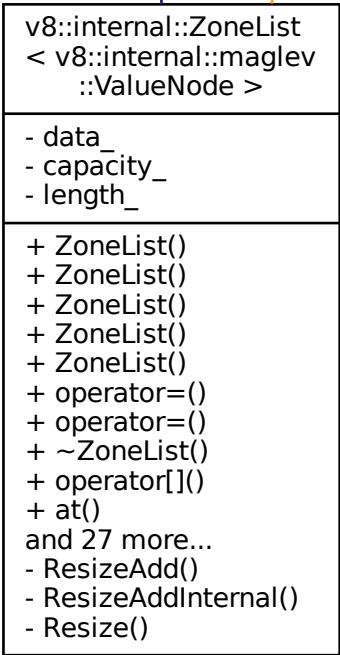 v8::internal::ZoneList
< v8::internal::maglev
::ValueNode >
- data_
- capacity_
- length_
+ ZoneList()
+ ZoneList()
+ ZoneList()
+ ZoneList()
+ ZoneList()
+ operator=()
+ operator=()
+ ~ZoneList()
+ operator[]()
+ at()
and 27 more...
- ResizeAdd()
- ResizeAddInternal()
- Resize()